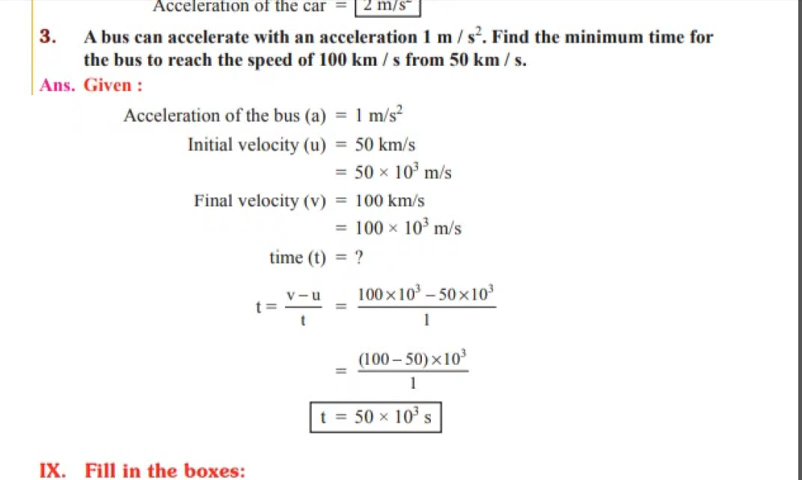 Acceleration of the car = 2 m/s²
3. A bus can accelerate with an acceleration 1 m / s². Find the minimum time for
the bus to reach the speed of 100 km / s from 50 km / s.
Ans. Given :
Acceleration of the bus (a) = 1 m/s²
Initial velocity (u) = 50 km/s
= 50 × 10³ m/s
Final velocity (v) = 100 km/s
= 100 × 10³ m/s
time (t) = ?
t = (v – u)/t = (100×10³ – 50×10³)/1
= (100 – 50)×10³/1
t = 50 × 10³ s
IX. Fill in the boxes: